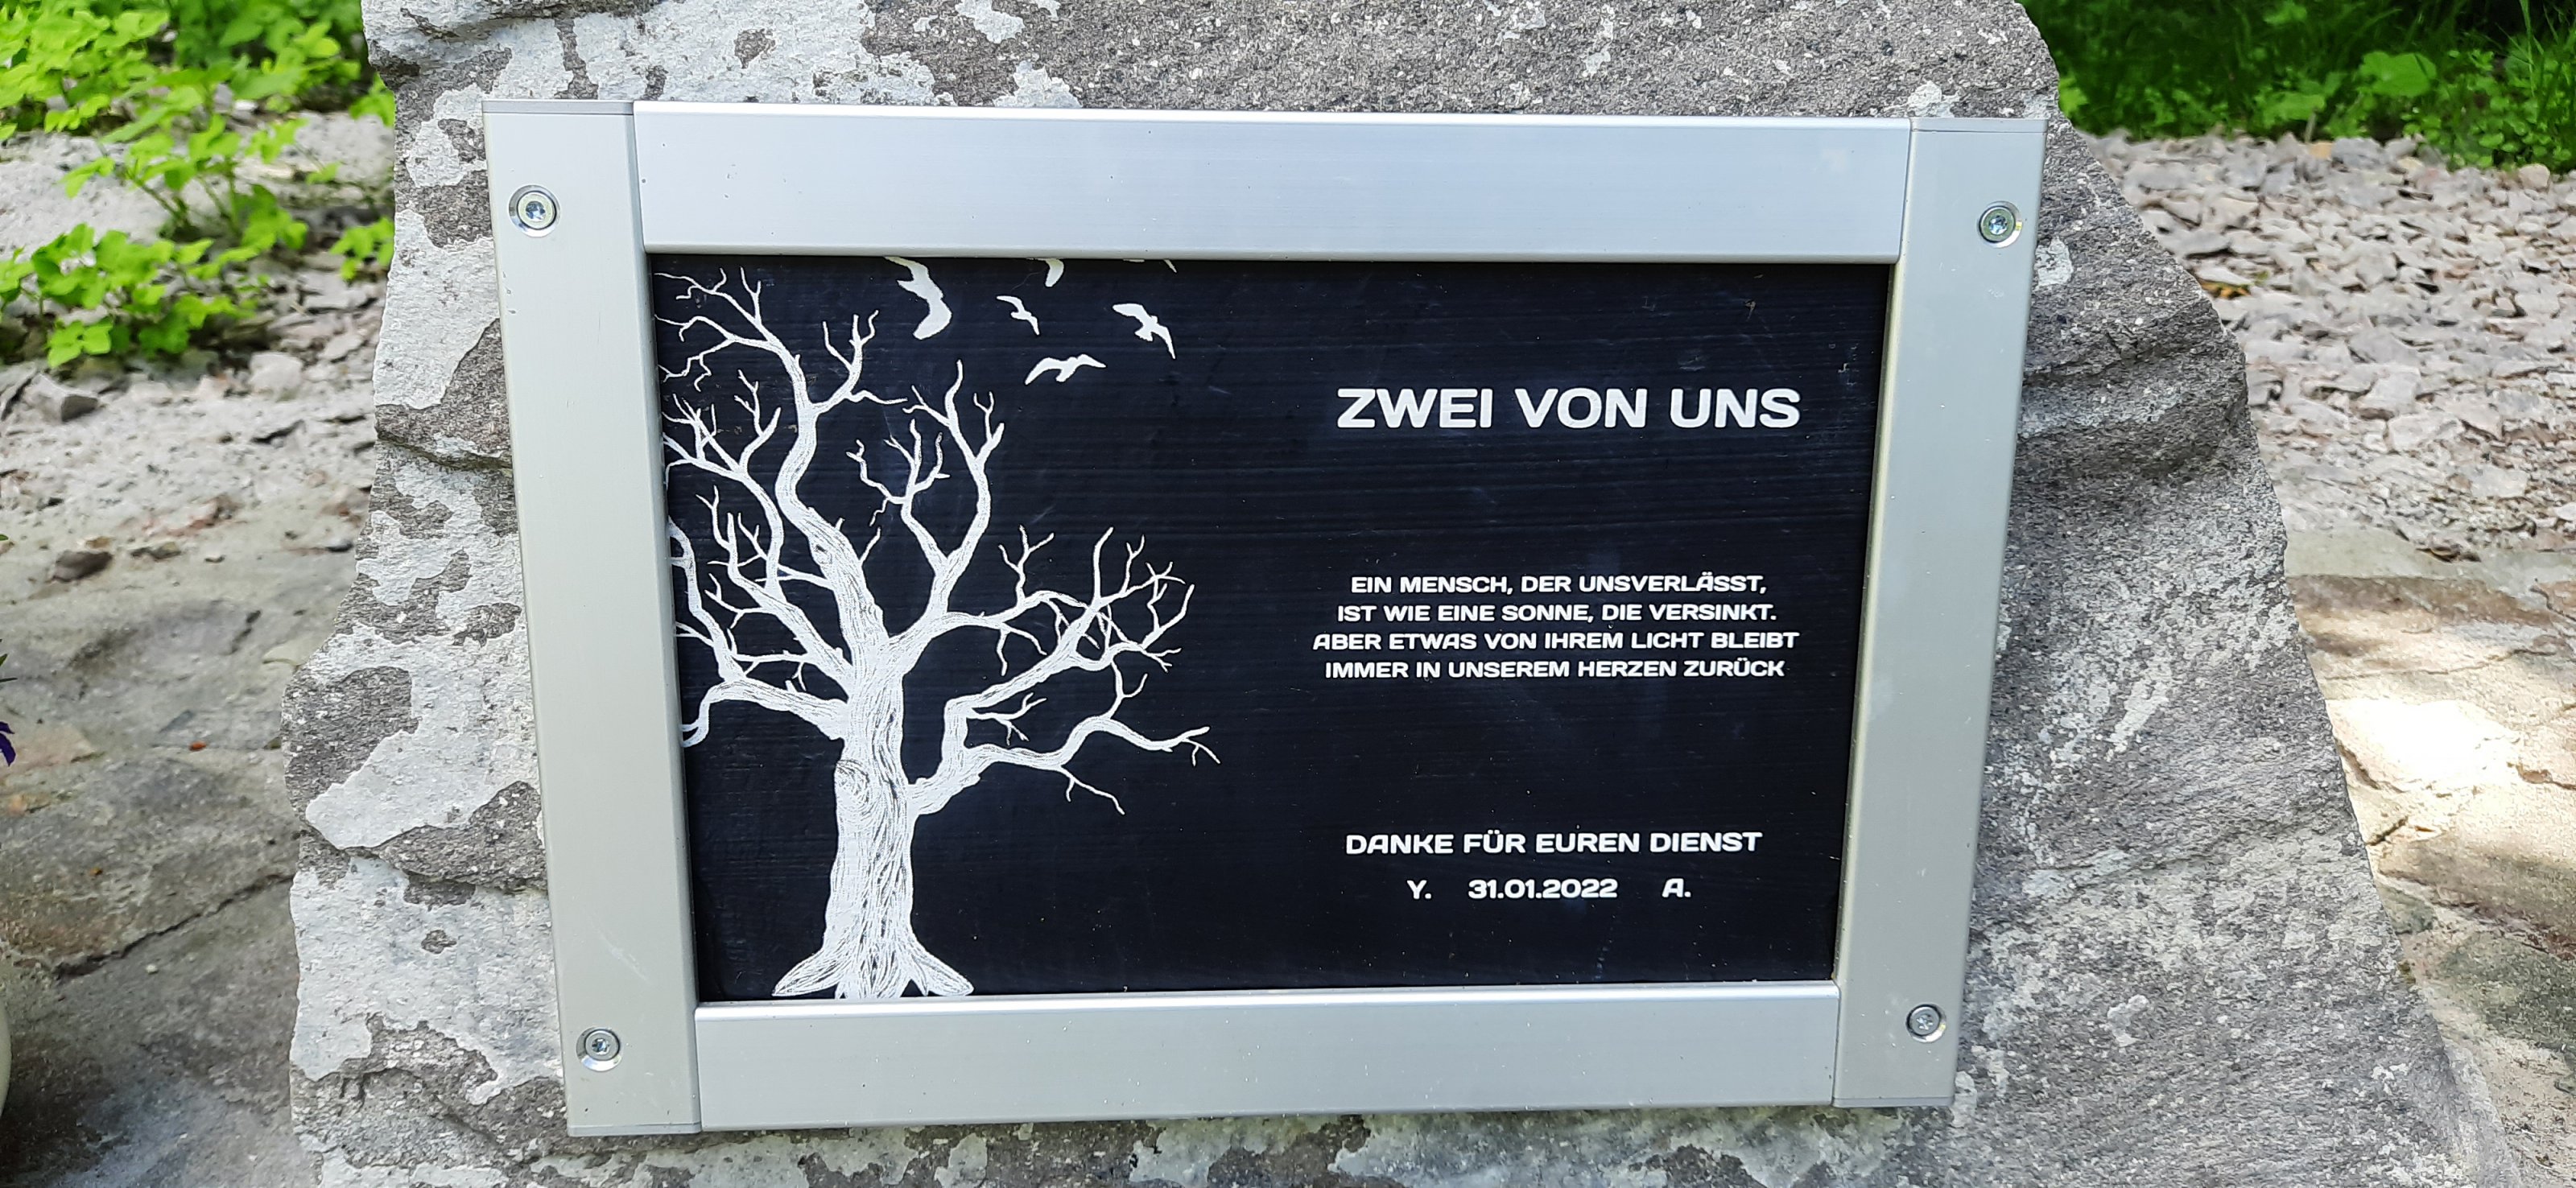 ZWEI VON UNS
EIN MENSCH, DER UNSVERLÄSST,
IST WIE EINE SONNE, DIE VERSINKT.
ABER ETWAS VON IHREM LICHT BLEIBT
IMMER IN UNSEREM HERZEN ZURÜCK
DANKE FÜR EUREN DIENST
Y. 31.01.2022 A.